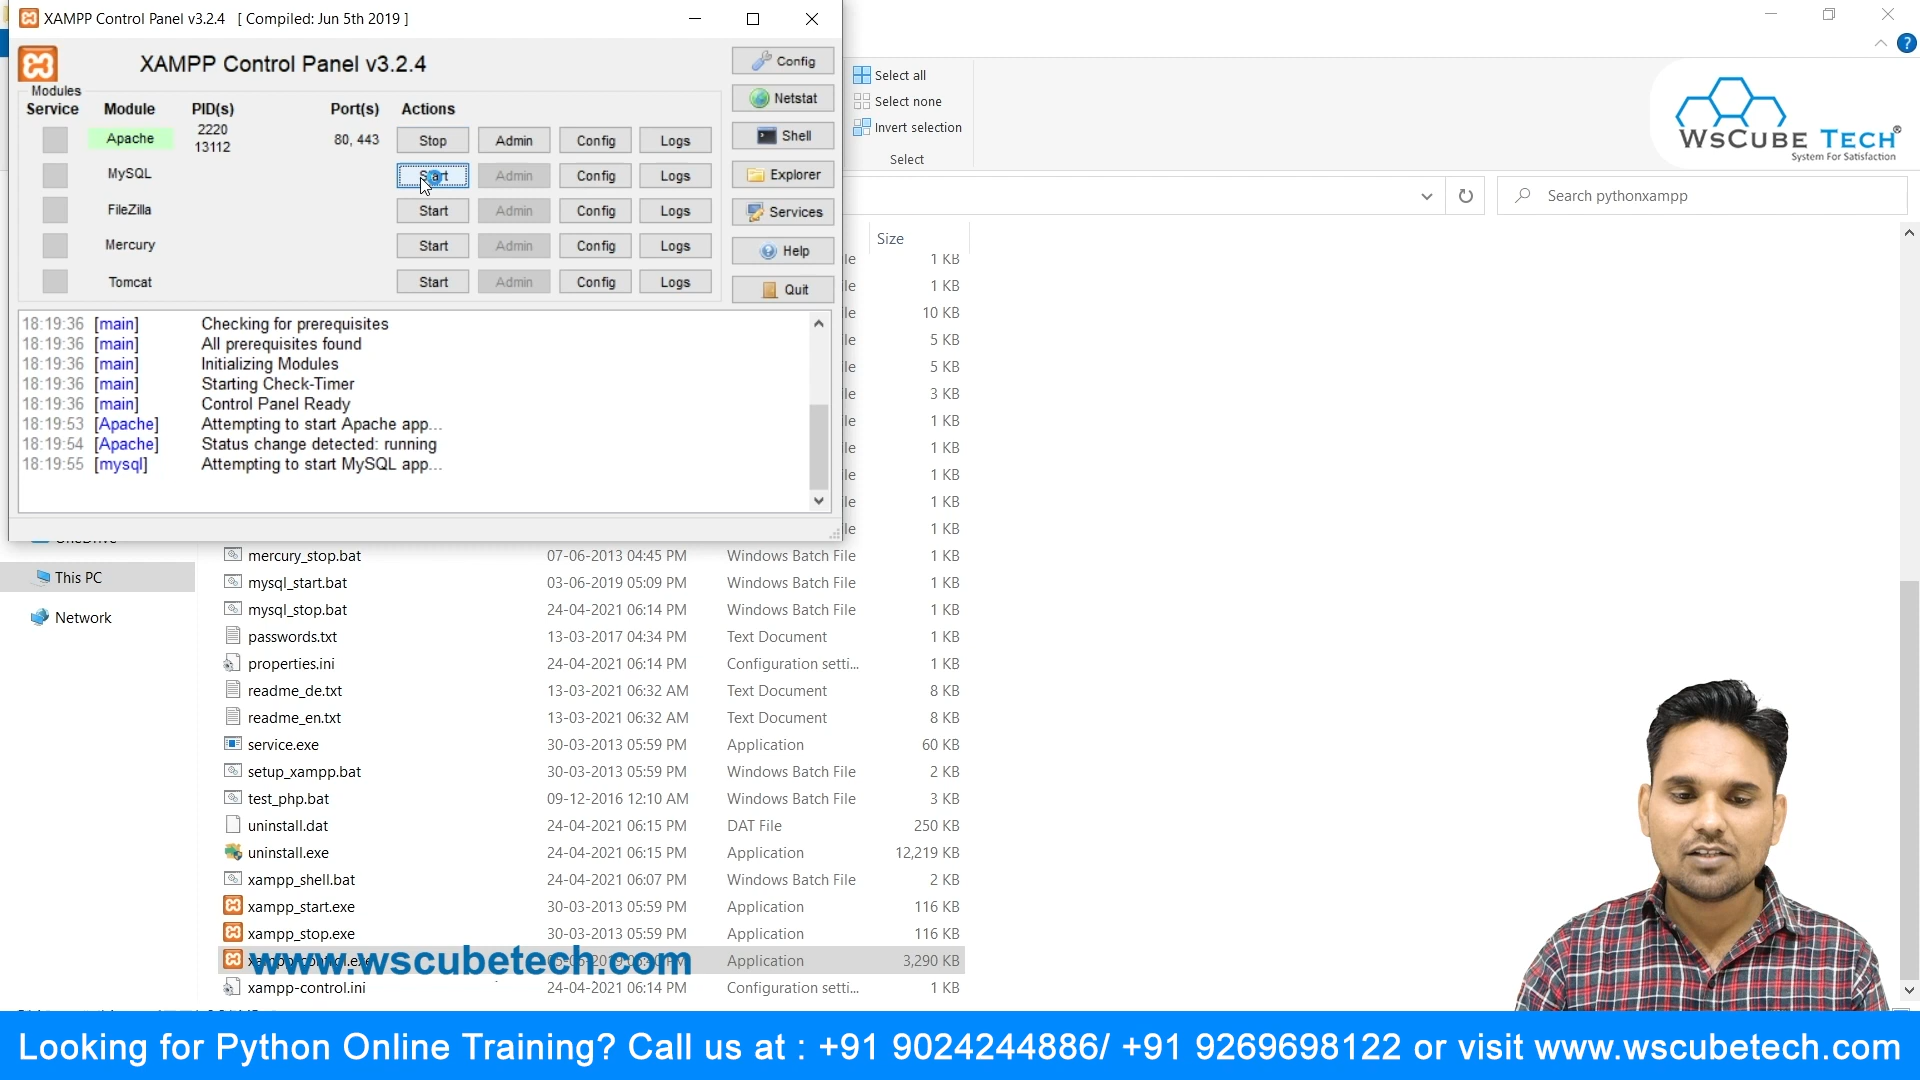 XAMPP Control Panel v3.2.4 [ Compiled: Jun 5th 2019 ]
XAMPP Control Panel v3.2.4
Config
Modules
Service Module PID(s) Port(s) Actions
Netstat
Apache 2220 80, 443 Stop Admin Config Logs
13112
Shell
MySQL Start Admin Config Logs
Explorer
FileZilla Start Admin Config Logs
Services
Mercury Start Admin Config Logs
Help
Tomcat Start Admin Config Logs
Quit
18:19:36 [main] Checking for prerequisites
18:19:36 [main] All prerequisites found
18:19:36 [main] Initializing Modules
18:19:36 [main] Starting Check-Timer
18:19:36 [main] Control Panel Ready
18:19:53 [Apache] Attempting to start Apache app...
18:19:54 [Apache] Status change detected: running
18:19:55 [mysql] Attempting to start MySQL app...
Select all
Select none
Invert selection
Select
WsCube Tech®
System For Satisfaction
Search pythonxampp
Size
le 1 KB
le 1 KB
le 10 KB
le 5 KB
le 5 KB
le 3 KB
le 1 KB
le 1 KB
le 1 KB
le 1 KB
le 1 KB
OneDrive
This PC
Network
mercury_stop.bat 07-06-2013 04:45 PM Windows Batch File 1 KB
mysql_start.bat 03-06-2019 05:09 PM Windows Batch File 1 KB
mysql_stop.bat 24-04-2021 06:14 PM Windows Batch File 1 KB
passwords.txt 13-03-2017 04:34 PM Text Document 1 KB
properties.ini 24-04-2021 06:14 PM Configuration setti... 1 KB
readme_de.txt 13-03-2021 06:32 AM Text Document 8 KB
readme_en.txt 13-03-2021 06:32 AM Text Document 8 KB
service.exe 30-03-2013 05:59 PM Application 60 KB
setup_xampp.bat 30-03-2013 05:59 PM Windows Batch File 2 KB
test_php.bat 09-12-2016 12:10 AM Windows Batch File 3 KB
uninstall.dat 24-04-2021 06:15 PM DAT File 250 KB
uninstall.exe 24-04-2021 06:15 PM Application 12,219 KB
xampp_shell.bat 24-04-2021 06:07 PM Windows Batch File 2 KB
xampp_start.exe 30-03-2013 05:59 PM Application 116 KB
xampp_stop.exe 30-03-2013 05:59 PM Application 116 KB
xampp-control.exe Application 3,290 KB
www.wscubetech.com
xampp-control.ini 24-04-2021 06:14 PM Configuration setti... 1 KB
Looking for Python Online Training? Call us at : +91 9024244886/ +91 9269698122 or visit www.wscubetech.com